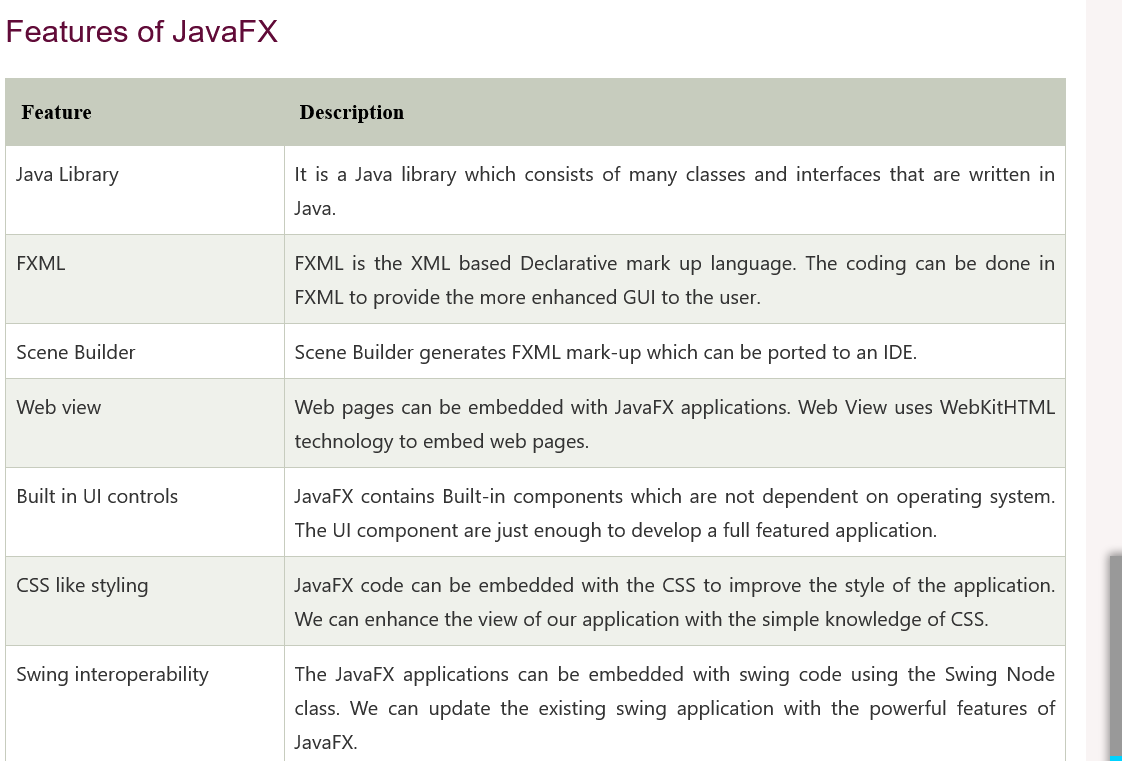 Features of JavaFX
Feature Description
Java Library It is a Java library which consists of many classes and interfaces that are written in
Java.
FXML FXML is the XML based Declarative mark up language. The coding can be done in
FXML to provide the more enhanced GUI to the user.
Scene Builder Scene Builder generates FXML mark-up which can be ported to an IDE.
Web view Web pages can be embedded with JavaFX applications. Web View uses WebKitHTML
technology to embed web pages.
Built in UI controls JavaFX contains Built-in components which are not dependent on operating system.
The UI component are just enough to develop a full featured application.
CSS like styling JavaFX code can be embedded with the CSS to improve the style of the application.
We can enhance the view of our application with the simple knowledge of CSS.
Swing interoperability The JavaFX applications can be embedded with swing code using the Swing Node
class. We can update the existing swing application with the powerful features of
JavaFX.